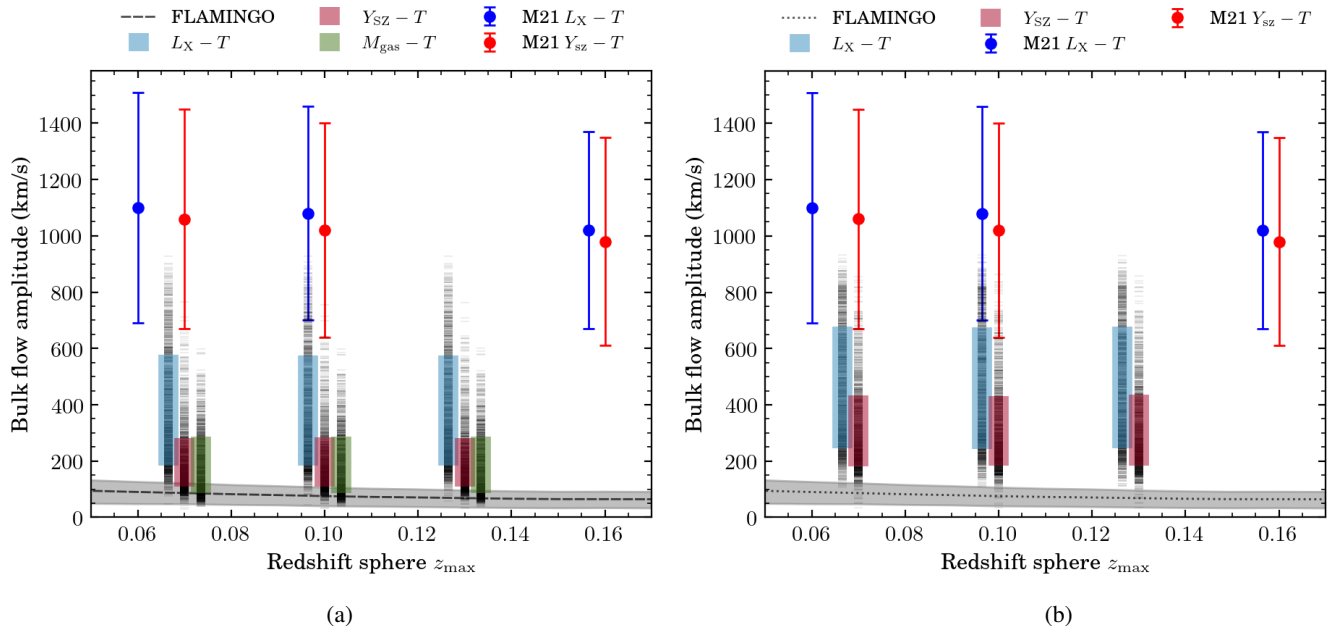 FLAMINGO
Y_SZ − T
M21 L_X − T
L_X − T
M_gas − T
M21 Y_sz − T
Bulk flow amplitude (km/s)
1400
1200
1000
800
600
400
200
0
0.06 0.08 0.10 0.12 0.14 0.16
Redshift sphere z_max
(a)
FLAMINGO
Y_SZ − T
M21 Y_sz − T
L_X − T
M21 L_X − T
Bulk flow amplitude (km/s)
1400
1200
1000
800
600
400
200
0
0.06 0.08 0.10 0.12 0.14 0.16
Redshift sphere z_max
(b)